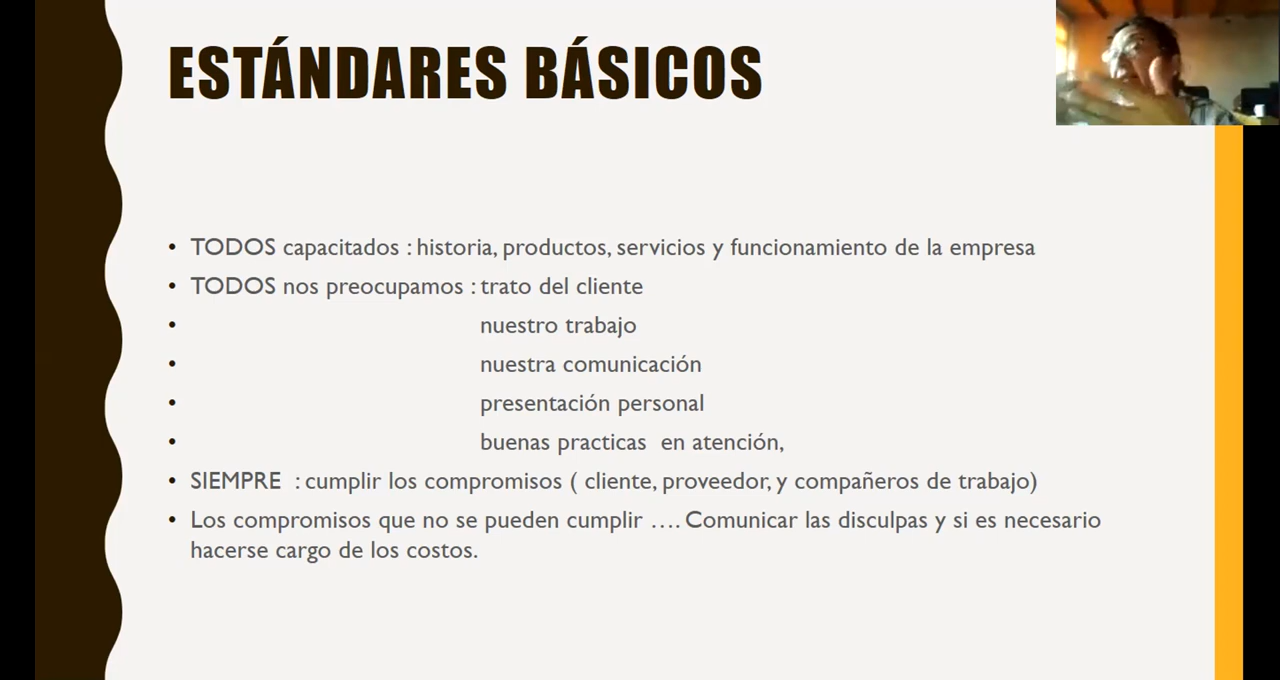 ESTÁNDARES BÁSICOS
• TODOS capacitados : historia, productos, servicios y funcionamiento de la empresa
• TODOS nos preocupamos : trato del cliente
• nuestro trabajo
• nuestra comunicación
• presentación personal
• buenas practicas  en atención,
• SIEMPRE  : cumplir los compromisos ( cliente, proveedor, y compañeros de trabajo)
• Los compromisos que no se pueden cumplir …. Comunicar las disculpas y si es necesario
hacerse cargo de los costos.